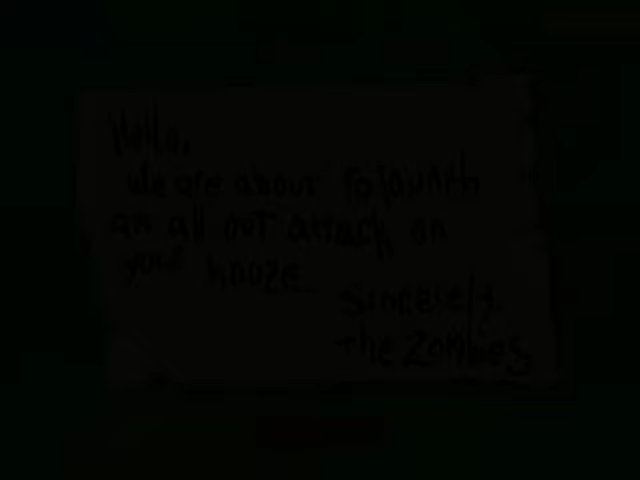 Hello,
We are about to launch
an all out attack on
your houze.
Sincerely,
The Zombies